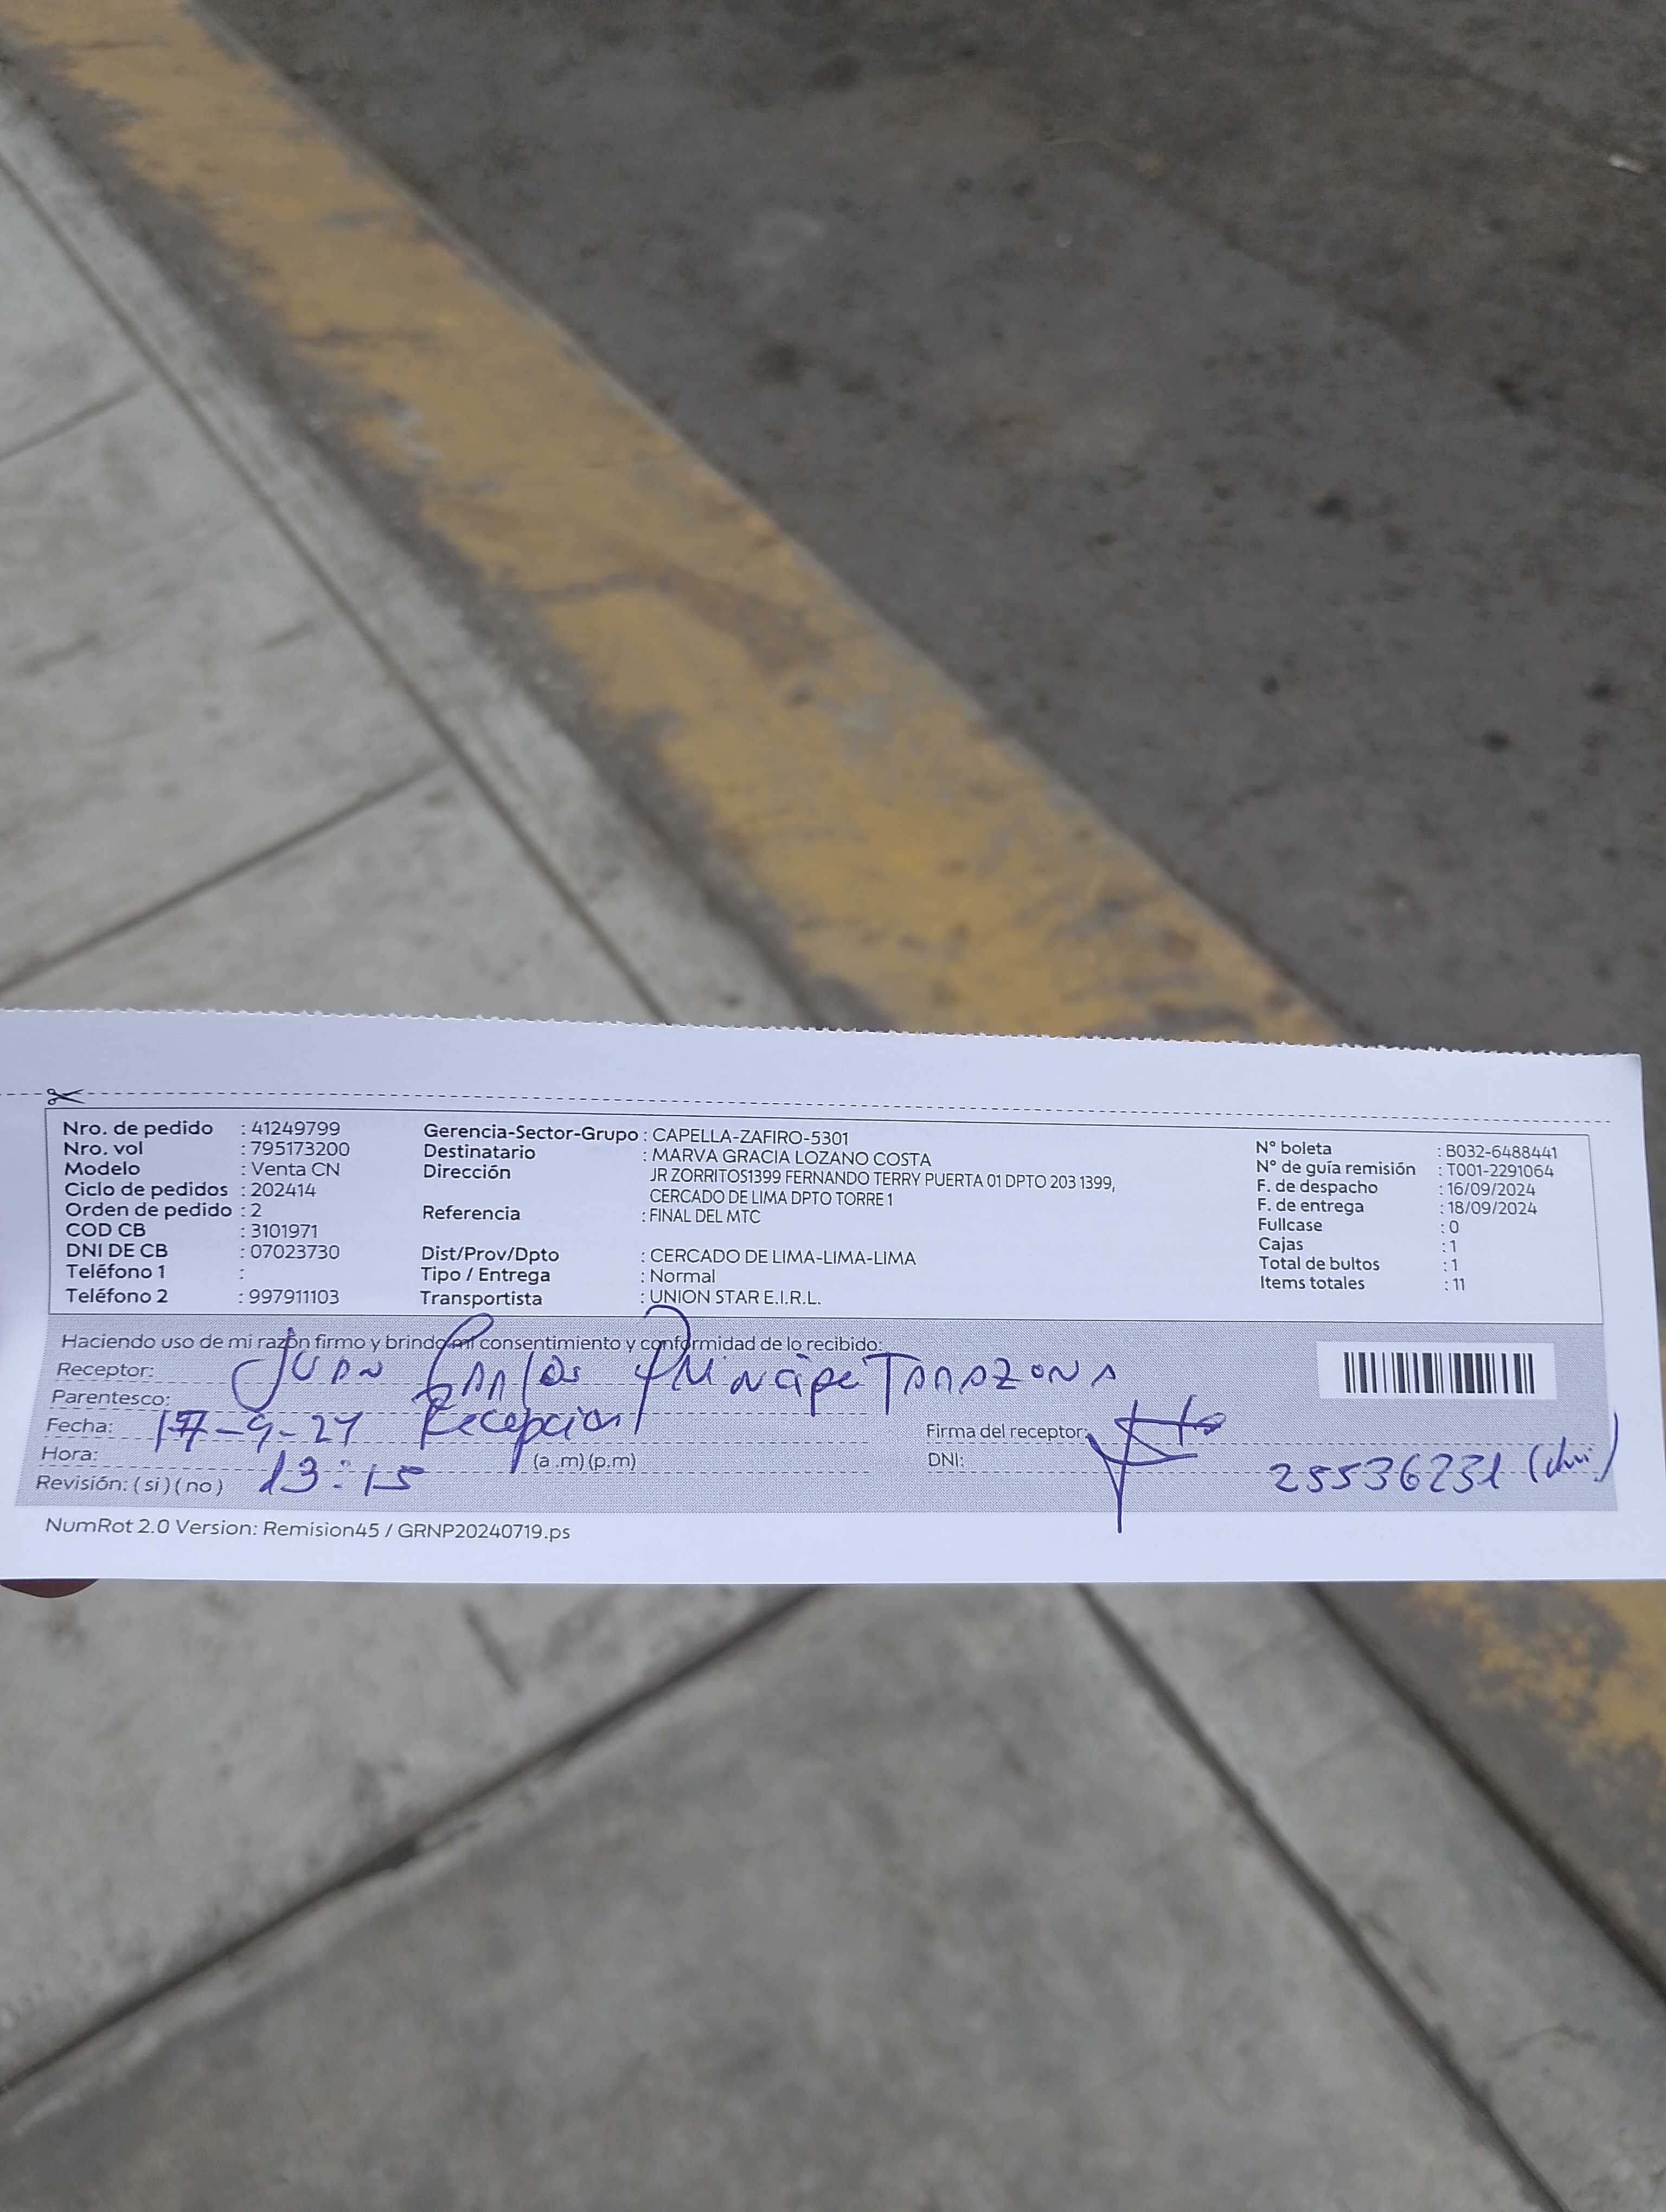 Nro. de pedido : 41249799
Nro. vol : 795173200
Modelo : Venta CN
Ciclo de pedidos : 202414
Orden de pedido : 2
COD CB : 3101971
DNI DE CB : 07023730
Teléfono 1 :
Teléfono 2 : 997911103
Gerencia-Sector-Grupo : CAPELLA-ZAFIRO-5301
Destinatario : MARVA GRACIA LOZANO COSTA
Dirección JR ZORRITOS1399 FERNANDO TERRY PUERTA 01 DPTO 203 1399,
CERCADO DE LIMA DPTO TORRE 1
Referencia : FINAL DEL MTC
Dist/Prov/Dpto : CERCADO DE LIMA-LIMA-LIMA
Tipo / Entrega : Normal
Transportista : UNION STAR E.I.R.L.
N° boleta : B032-6488441
N° de guía remisión : T001-2291064
F. de despacho : 16/09/2024
F. de entrega : 18/09/2024
Fullcase : 0
Cajas : 1
Total de bultos : 1
Items totales : 11
Haciendo uso de mi razón firmo y brindo mi consentimiento y conformidad de lo recibido:
Receptor: Juan Carlos Principe Tarazona
Parentesco: Recepcion
Fecha: 17-9-24
Hora: 13:15 (a .m) (p.m)
Revisión: ( si ) ( no )
Firma del receptor:
DNI: 25536231 (dni)
NumRot 2.0 Version: Remision45 / GRNP20240719.ps